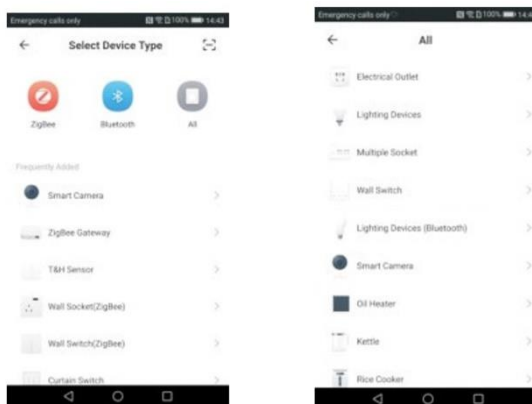 Emergency calls only
100% 14:43
Select Device Type
ZigBee
Bluetooth
All
Frequently Added
Smart Camera
ZigBee Gateway
T&H Sensor
Wall Socket(ZigBee)
Wall Switch(ZigBee)
Curtain Switch
Emergency calls only
100% 14:4
All
Electrical Outlet
Lighting Devices
Multiple Socket
Wall Switch
Lighting Devices (Bluetooth)
Smart Camera
Oil Heater
Kettle
Rice Cooker